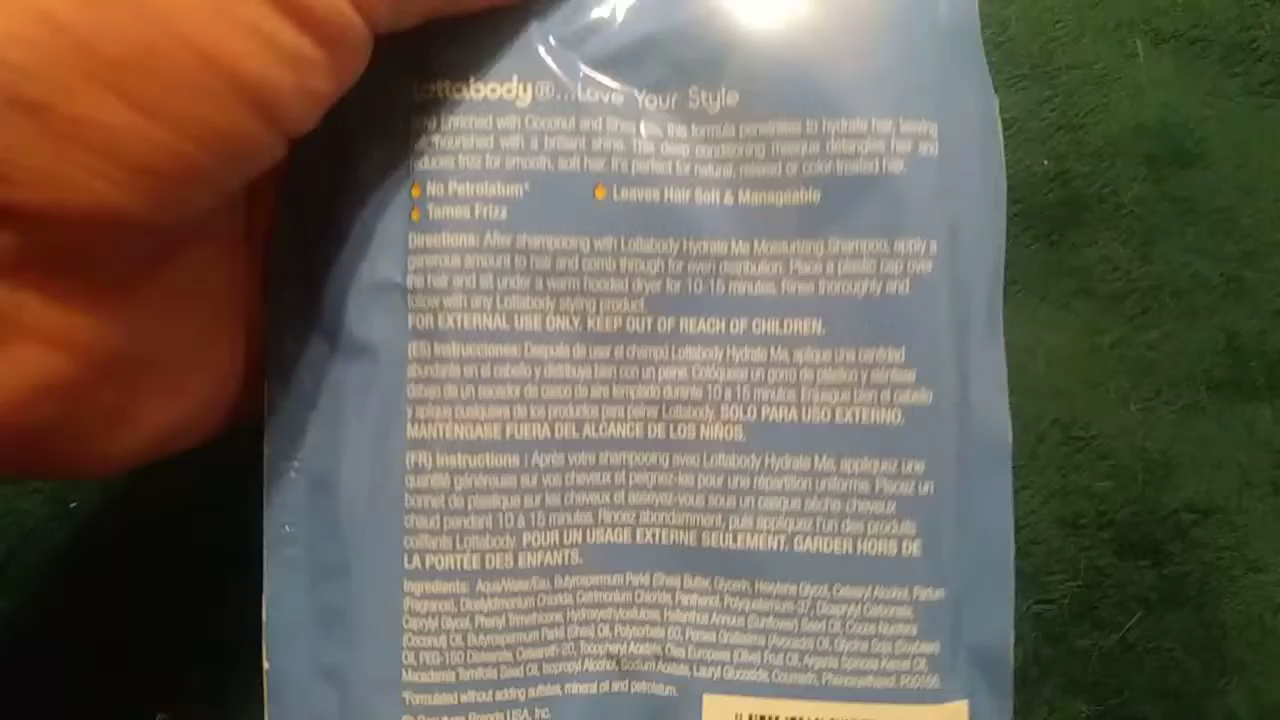 Lottabody®...Love Your Style
Enriched with Coconut and Shea this formula penetrates to hydrate hair, leaving
nourished with a brilliant shine. This deep conditioning masque detangles hair and
reduces frizz for smooth, soft hair. It's perfect for natural, relaxed or color treated hair.
No Petrolatum* Leaves Hair Soft & Manageable
Tames Frizz
Directions: After shampooing with Lottabody Hydrate Me Moisturizing Shampoo, apply a
generous amount to hair and comb through for even distribution. Place a plastic cap over
hair and sit under a warm hooded dryer for 10-15 minutes. Rinse thoroughly and
follow with any Lottabody styling product.
FOR EXTERNAL USE ONLY. KEEP OUT OF REACH OF CHILDREN.
(ES) Instrucciones: Después de usar el champú Lottabody Hydrate Me, aplique una cantidad
abundante en el cabello y distribuya bien con un peine. Colóquese un gorro de plástico y siéntese
debajo de un secador de casco de aire templado durante 10 a 15 minutos. Enjuague bien el cabello
y aplique cualquiera de los productos para peinar Lottabody. SOLO PARA USO EXTERNO.
MANTÉNGASE FUERA DEL ALCANCE DE LOS NIÑOS.
(FR) Instructions : Après votre shampooing avec Lottabody Hydrate Me, appliquez une
quantité généreuse sur vos cheveux et peignez-les pour une répartition uniforme. Placez un
bonnet de plastique sur les cheveux et asseyez-vous sous un casque sèche-cheveux
chaud pendant 10 à 15 minutes. Rincez abondamment, puis appliquez l'un des produits
coiffants Lottabody. POUR UN USAGE EXTERNE SEULEMENT. GARDER HORS DE
LA PORTÉE DES ENFANTS.
Ingredients: Aqua/Water/Eau, Butyrospermum Parkii (Shea) Butter, Glycerin, Hexylene Glycol, Cetearyl Alcohol, Parfum
(Fragrance), Dicetyldimonium Chloride, Cetrimonium Chloride, Panthenol, Polyquaternium-37, Dicaprylyl Carbonate,
Caprylyl Glycol, Phenyl Trimethicone, Hydroxyethylcellulose, Helianthus Annuus (Sunflower) Seed Oil, Cocos Nucifera
(Coconut) Oil, Butyrospermum Parkii (Shea) Oil, Polysorbate 60, Persea Gratissima (Avocado) Oil, Glycine Soja (Soybean)
Oil, PEG-150 Distearate, Ceteareth-20, Tocopheryl Acetate, Olea Europaea (Olive) Fruit Oil, Argania Spinosa Kernel Oil,
Macadamia Ternifolia Seed Oil, Isopropyl Alcohol, Sodium Acetate, Lauryl Glucoside, Coumarin, Phenoxyethanol.
*Formulated without adding sulfates, mineral oil and petrolatum.
Brands USA, Inc.